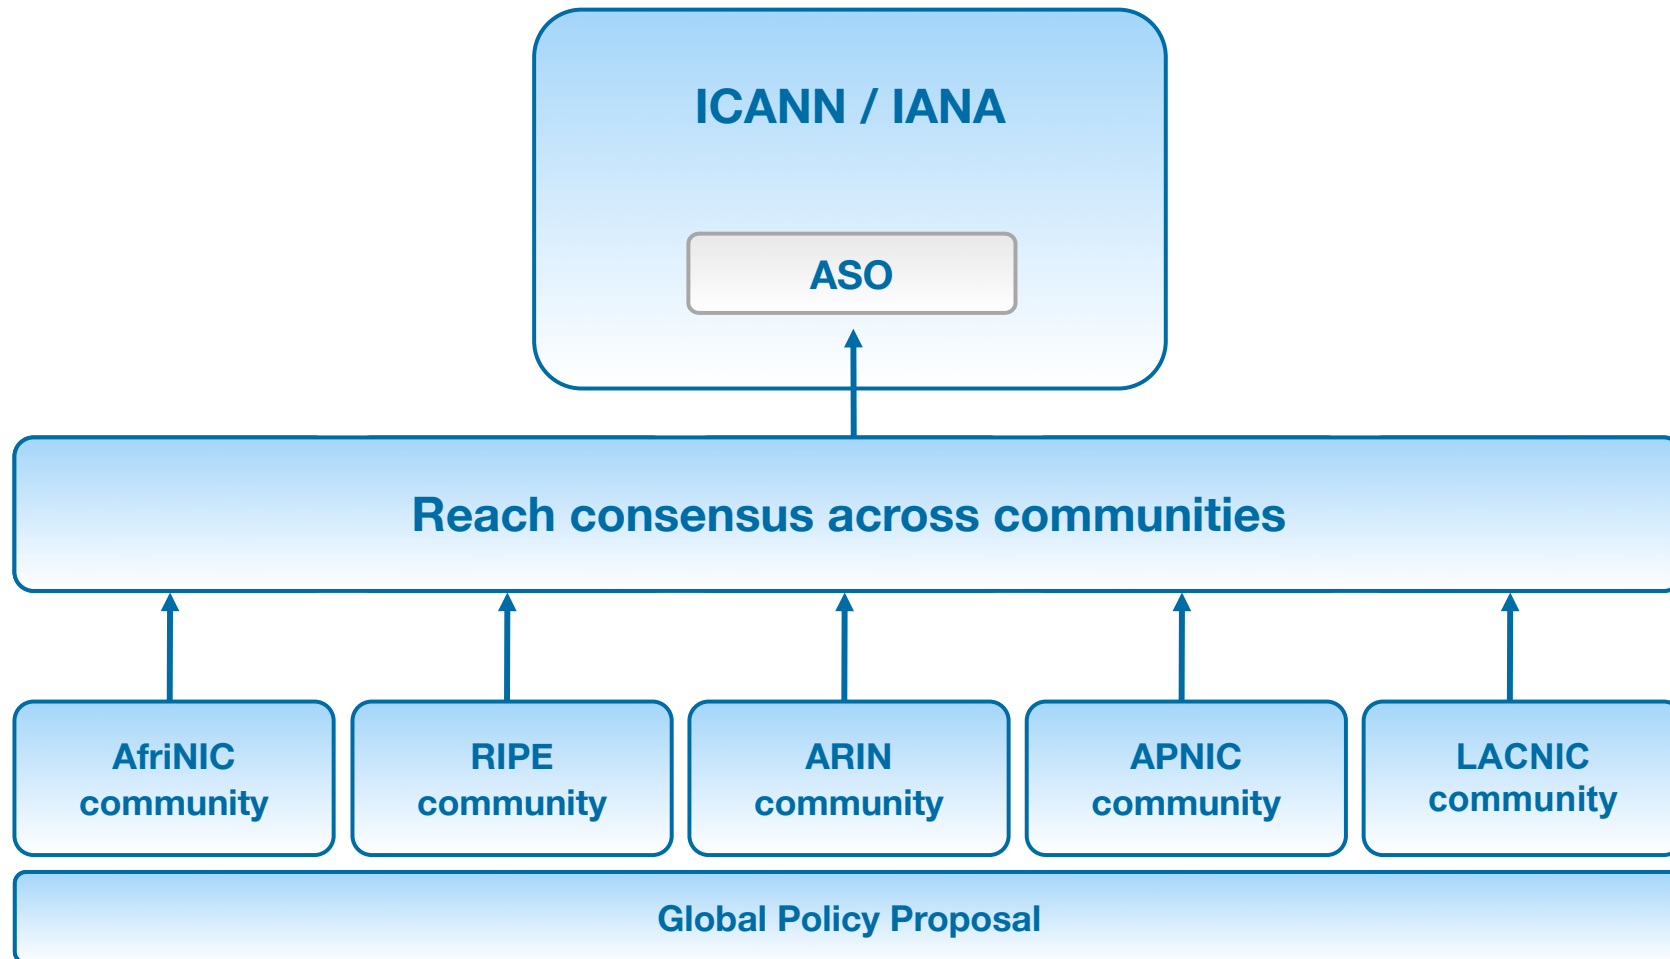 ICANN / IANA
ASO
Reach consensus across communities
AfriNIC
community
RIPE
community
ARIN
community
APNIC
community
LACNIC
community
Global Policy Proposal